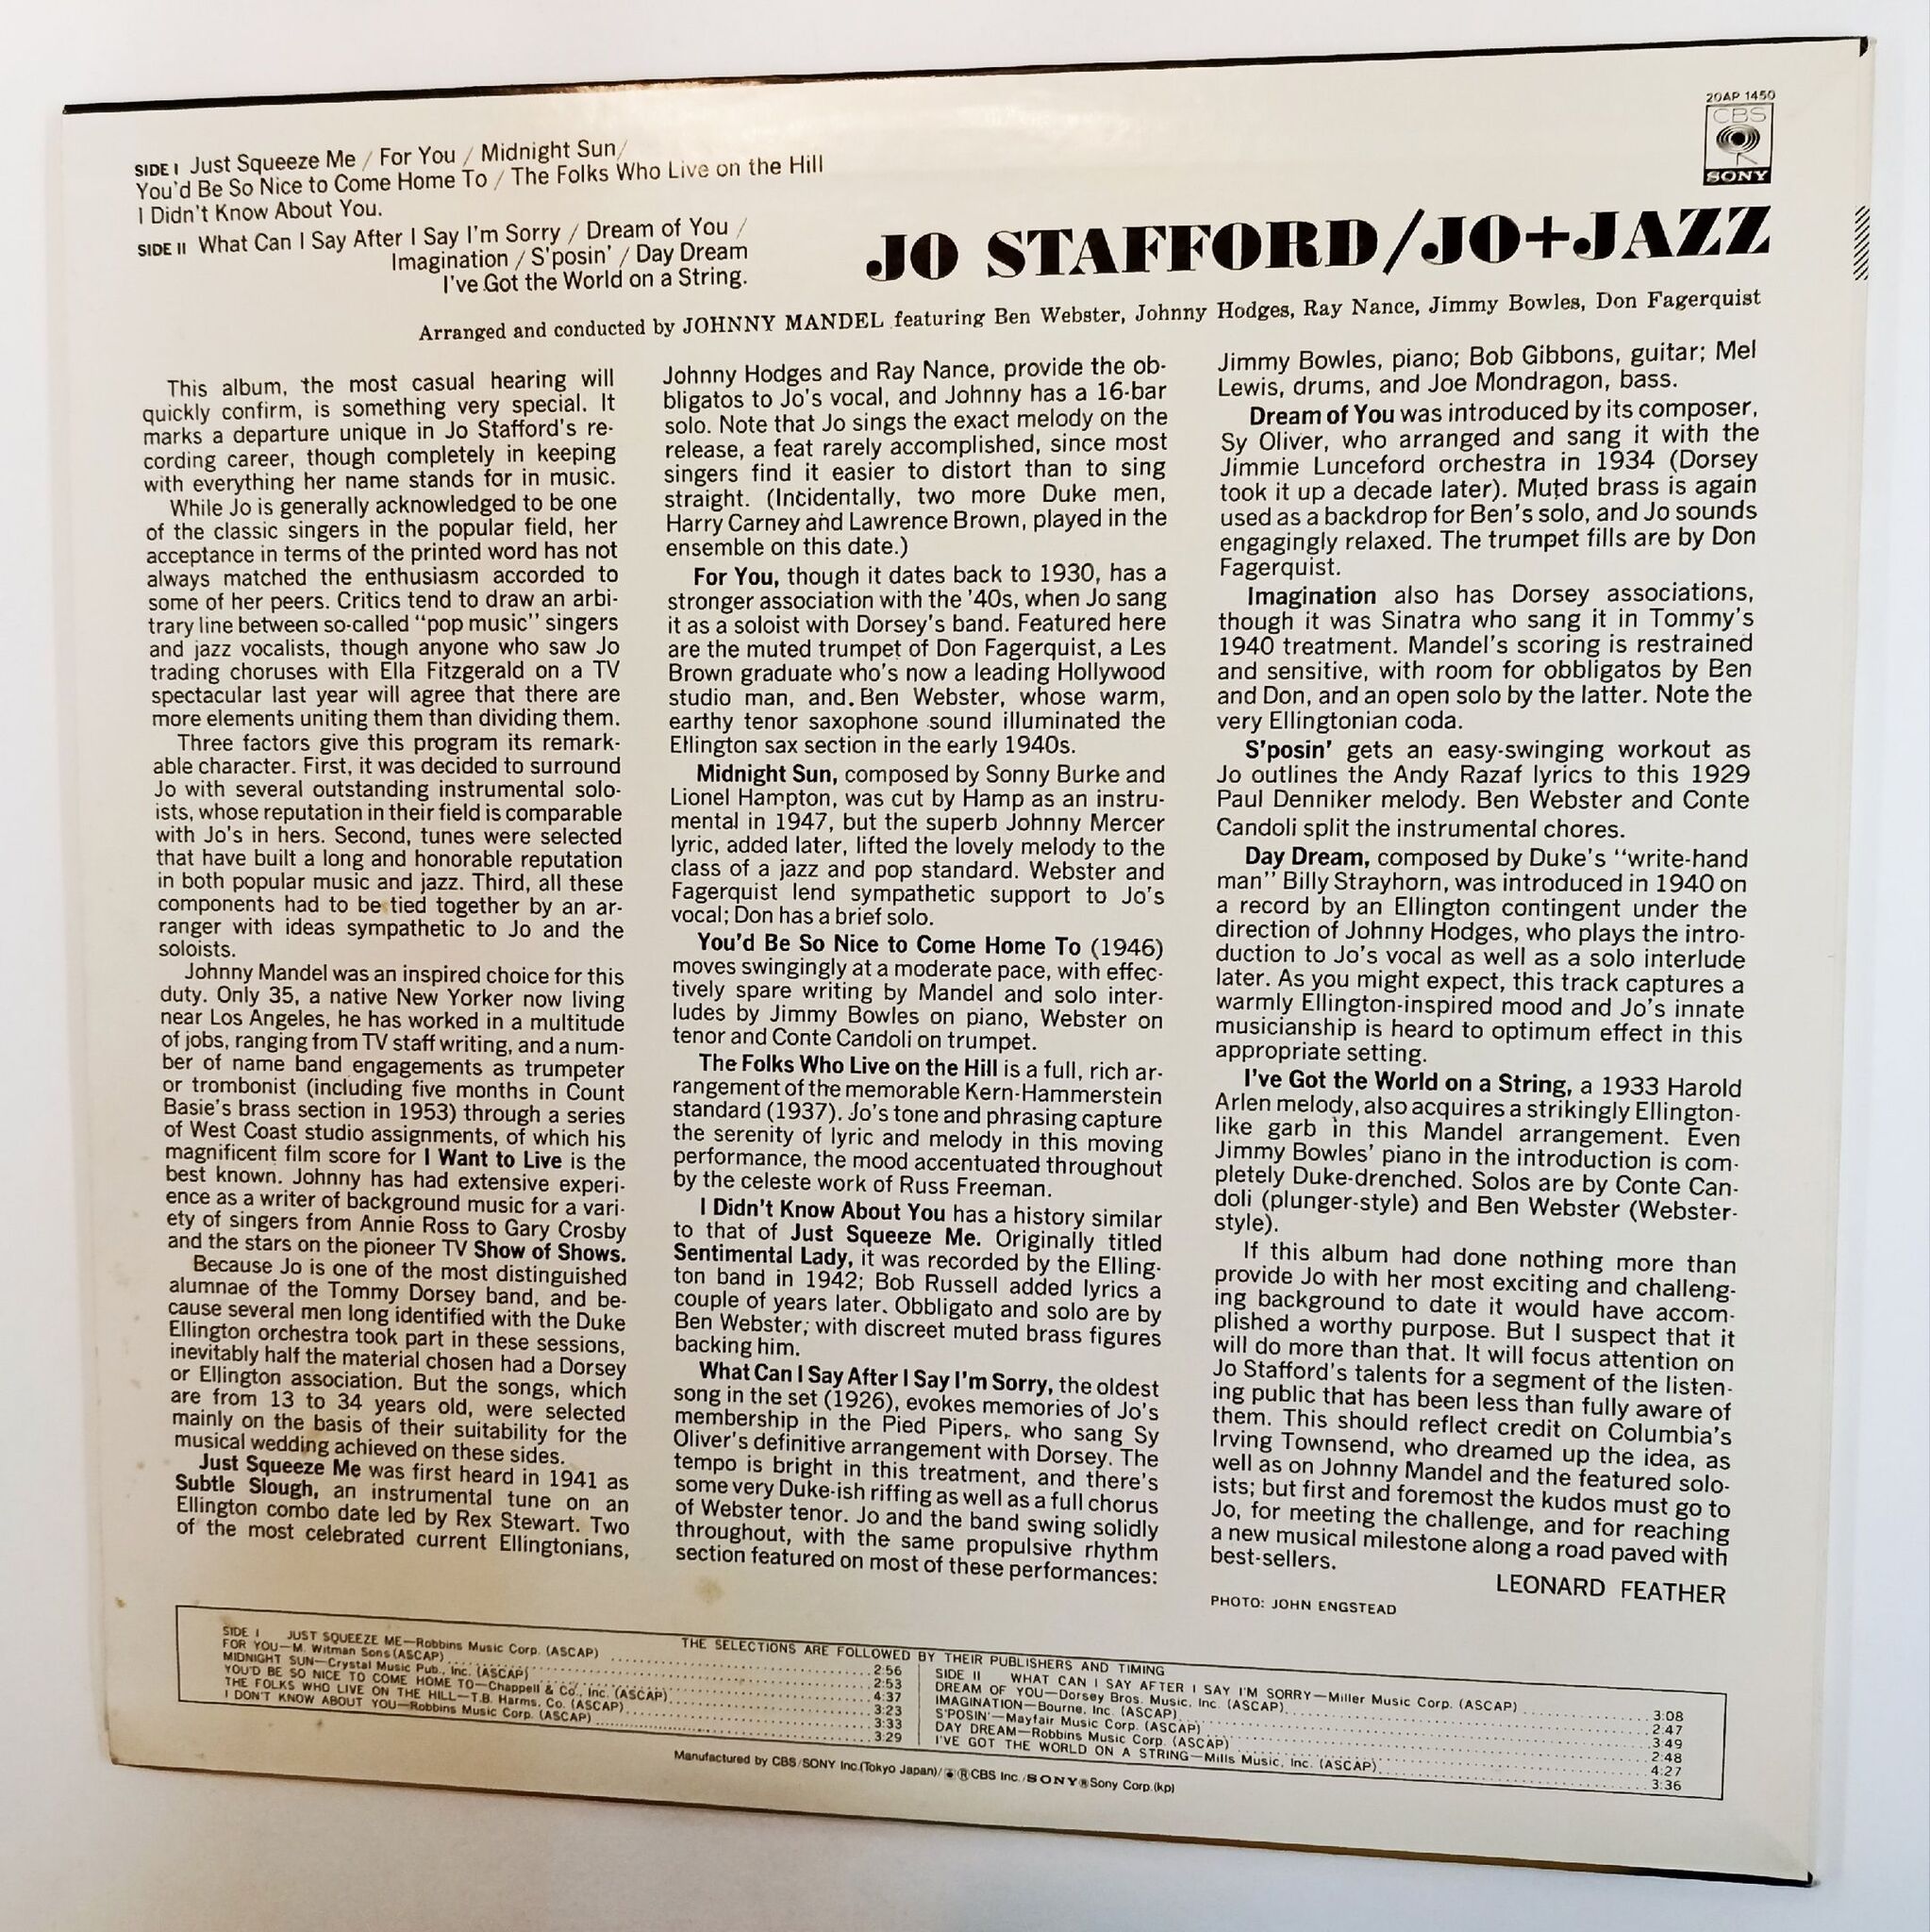 20AP 1450
CBS
SONY
SIDE I Just Squeeze Me / For You / Midnight Sun/
You'd Be So Nice to Come Home To / The Folks Who Live on the Hill
I Didn't Know About You.
SIDE II What Can I Say After I Say I'm Sorry / Dream of You /
Imagination / S'posin' / Day Dream
I've Got the World on a String.
JO STAFFORD/JO+JAZZ
Arranged and conducted by JOHNNY MANDEL featuring Ben Webster, Johnny Hodges, Ray Nance, Jimmy Bowles, Don Fagerquist
This album, the most casual hearing will
quickly confirm, is something very special. It
marks a departure unique in Jo Stafford's re-
cording career, though completely in keeping
with everything her name stands for in music.
While Jo is generally acknowledged to be one
of the classic singers in the popular field, her
acceptance in terms of the printed word has not
always matched the enthusiasm accorded to
some of her peers. Critics tend to draw an arbi-
trary line between so-called "pop music" singers
and jazz vocalists, though anyone who saw Jo
trading choruses with Ella Fitzgerald on a TV
spectacular last year will agree that there are
more elements uniting them than dividing them.
Three factors give this program its remark-
able character. First, it was decided to surround
Jo with several outstanding instrumental solo-
ists, whose reputation in their field is comparable
with Jo's in hers. Second, tunes were selected
that have built a long and honorable reputation
in both popular music and jazz. Third, all these
components had to be tied together by an ar-
ranger with ideas sympathetic to Jo and the
soloists.
Johnny Mandel was an inspired choice for this
duty. Only 35, a native New Yorker now living
near Los Angeles, he has worked in a multitude
of jobs, ranging from TV staff writing, and a num-
ber of name band engagements as trumpeter
or trombonist (including five months in Count
Basie's brass section in 1953) through a series
of West Coast studio assignments, of which his
magnificent film score for I Want to Live is the
best known. Johnny has had extensive experi-
ence as a writer of background music for a vari-
ety of singers from Annie Ross to Gary Crosby
and the stars on the pioneer TV Show of Shows.
Because Jo is one of the most distinguished
alumnae of the Tommy Dorsey band, and be-
cause several men long identified with the Duke
Ellington orchestra took part in these sessions,
inevitably half the material chosen had a Dorsey
or Ellington association. But the songs, which
are from 13 to 34 years old, were selected
mainly on the basis of their suitability for the
musical wedding achieved on these sides.
Just Squeeze Me was first heard in 1941 as
Subtle Slough, an instrumental tune on an
Ellington combo date led by Rex Stewart. Two
of the most celebrated current Ellingtonians,
Johnny Hodges and Ray Nance, provide the ob-
bligatos to Jo's vocal, and Johnny has a 16-bar
solo. Note that Jo sings the exact melody on the
release, a feat rarely accomplished, since most
singers find it easier to distort than to sing
straight. (Incidentally, two more Duke men,
Harry Carney and Lawrence Brown, played in the
ensemble on this date.)
For You, though it dates back to 1930, has a
stronger association with the '40s, when Jo sang
it as a soloist with Dorsey's band. Featured here
are the muted trumpet of Don Fagerquist, a Les
Brown graduate who's now a leading Hollywood
studio man, and. Ben Webster, whose warm,
earthy tenor saxophone sound illuminated the
Ellington sax section in the early 1940s.
Midnight Sun, composed by Sonny Burke and
Lionel Hampton, was cut by Hamp as an instru-
mental in 1947, but the superb Johnny Mercer
lyric, added later, lifted the lovely melody to the
class of a jazz and pop standard. Webster and
Fagerquist lend sympathetic support to Jo's
vocal; Don has a brief solo.
You'd Be So Nice to Come Home To (1946)
moves swingingly at a moderate pace, with effec-
tively spare writing by Mandel and solo inter-
ludes by Jimmy Bowles on piano, Webster on
tenor and Conte Candoli on trumpet.
The Folks Who Live on the Hill is a full, rich ar-
rangement of the memorable Kern-Hammerstein
standard (1937). Jo's tone and phrasing capture
the serenity of lyric and melody in this moving
performance, the mood accentuated throughout
by the celeste work of Russ Freeman.
I Didn't Know About You has a history similar
to that of Just Squeeze Me. Originally titled
Sentimental Lady, it was recorded by the Elling-
ton band in 1942; Bob Russell added lyrics a
couple of years later. Obbligato and solo are by
Ben Webster, with discreet muted brass figures
backing him.
What Can I Say After I Say I'm Sorry, the oldest
song in the set (1926), evokes memories of Jo's
membership in the Pied Pipers, who sang Sy
Oliver's definitive arrangement with Dorsey. The
tempo is bright in this treatment, and there's
some very Duke-ish riffing as well as a full chorus
of Webster tenor. Jo and the band swing solidly
throughout, with the same propulsive rhythm
section featured on most of these performances:
Jimmy Bowles, piano; Bob Gibbons, guitar; Mel
Lewis, drums, and Joe Mondragon, bass.
Dream of You was introduced by its composer,
Sy Oliver, who arranged and sang it with the
Jimmie Lunceford orchestra in 1934 (Dorsey
took it up a decade later). Muted brass is again
used as a backdrop for Ben's solo, and Jo sounds
engagingly relaxed. The trumpet fills are by Don
Fagerquist.
Imagination also has Dorsey associations,
though it was Sinatra who sang it in Tommy's
1940 treatment. Mandel's scoring is restrained
and sensitive, with room for obbligatos by Ben
and Don, and an open solo by the latter. Note the
very Ellingtonian coda.
S'posin' gets an easy-swinging workout as
Jo outlines the Andy Razaf lyrics to this 1929
Paul Denniker melody. Ben Webster and Conte
Candoli split the instrumental chores.
Day Dream, composed by Duke's "write-hand
man" Billy Strayhorn, was introduced in 1940 on
a record by an Ellington contingent under the
direction of Johnny Hodges, who plays the intro-
duction to Jo's vocal as well as a solo interlude
later. As you might expect, this track captures a
warmly Ellington-inspired mood and Jo's innate
musicianship is heard to optimum effect in this
appropriate setting.
I've Got the World on a String, a 1933 Harold
Arlen melody, also acquires a strikingly Ellington-
like garb in this Mandel arrangement. Even
Jimmy Bowles' piano in the introduction is com-
pletely Duke-drenched. Solos are by Conte Can-
doli (plunger-style) and Ben Webster (Webster-
style).
If this album had done nothing more than
provide Jo with her most exciting and challeng-
ing background to date it would have accom-
plished a worthy purpose. But I suspect that it
will do more than that. It will focus attention on
Jo Stafford's talents for a segment of the listen-
ing public that has been less than fully aware of
them. This should reflect credit on Columbia's
Irving Townsend, who dreamed up the idea, as
well as on Johnny Mandel and the featured solo-
ists; but first and foremost the kudos must go to
Jo, for meeting the challenge, and for reaching
a new musical milestone along a road paved with
best-sellers.
LEONARD FEATHER
PHOTO: JOHN ENGSTEAD
THE SELECTIONS ARE FOLLOWED BY THEIR PUBLISHERS AND TIMING
SIDE I JUST SQUEEZE ME—Robbins Music Corp. (ASCAP) 2:56
FOR YOU—M. Witman Sons (ASCAP) 2:53
MIDNIGHT SUN—Crystal Music Pub., Inc. (ASCAP) 4:37
YOU'D BE SO NICE TO COME HOME TO—Chappell & Co., Inc. (ASCAP) 3:23
THE FOLKS WHO LIVE ON THE HILL—T.B. Harms, Co. (ASCAP) 3:33
I DON'T KNOW ABOUT YOU—Robbins Music Corp. (ASCAP) 3:29
SIDE II WHAT CAN I SAY AFTER I SAY I'M SORRY—Miller Music Corp. (ASCAP) 3:08
DREAM OF YOU—Dorsey Bros. Music, Inc. (ASCAP) 2:47
IMAGINATION—Bourne, Inc. (ASCAP) 3:49
S'POSIN'—Mayfair Music Corp. (ASCAP) 2:48
DAY DREAM—Robbins Music Corp. (ASCAP) 4:27
I'VE GOT THE WORLD ON A STRING—Mills Music, Inc. (ASCAP) 3:36
Manufactured by CBS/SONY Inc.(Tokyo Japan)/ ® CBS Inc./SONY® Sony Corp.(kp)